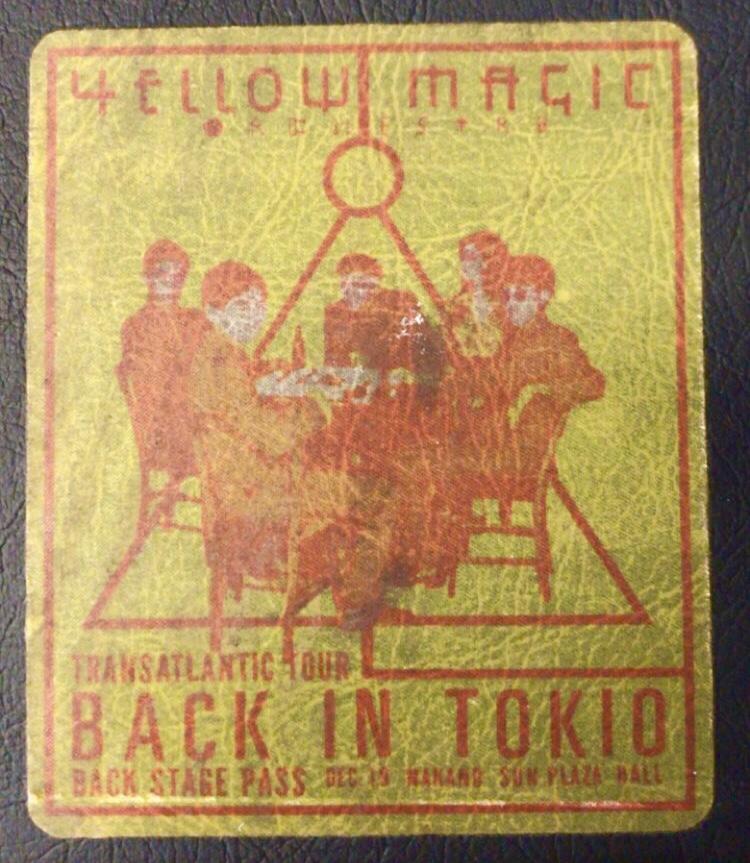 YELLOW MAGIC
ORCHESTRA
TRANSATLANTIC TOUR
BACK IN TOKIO
BACK STAGE PASS DEC 19 NAKANO SUN PLAZA HALL